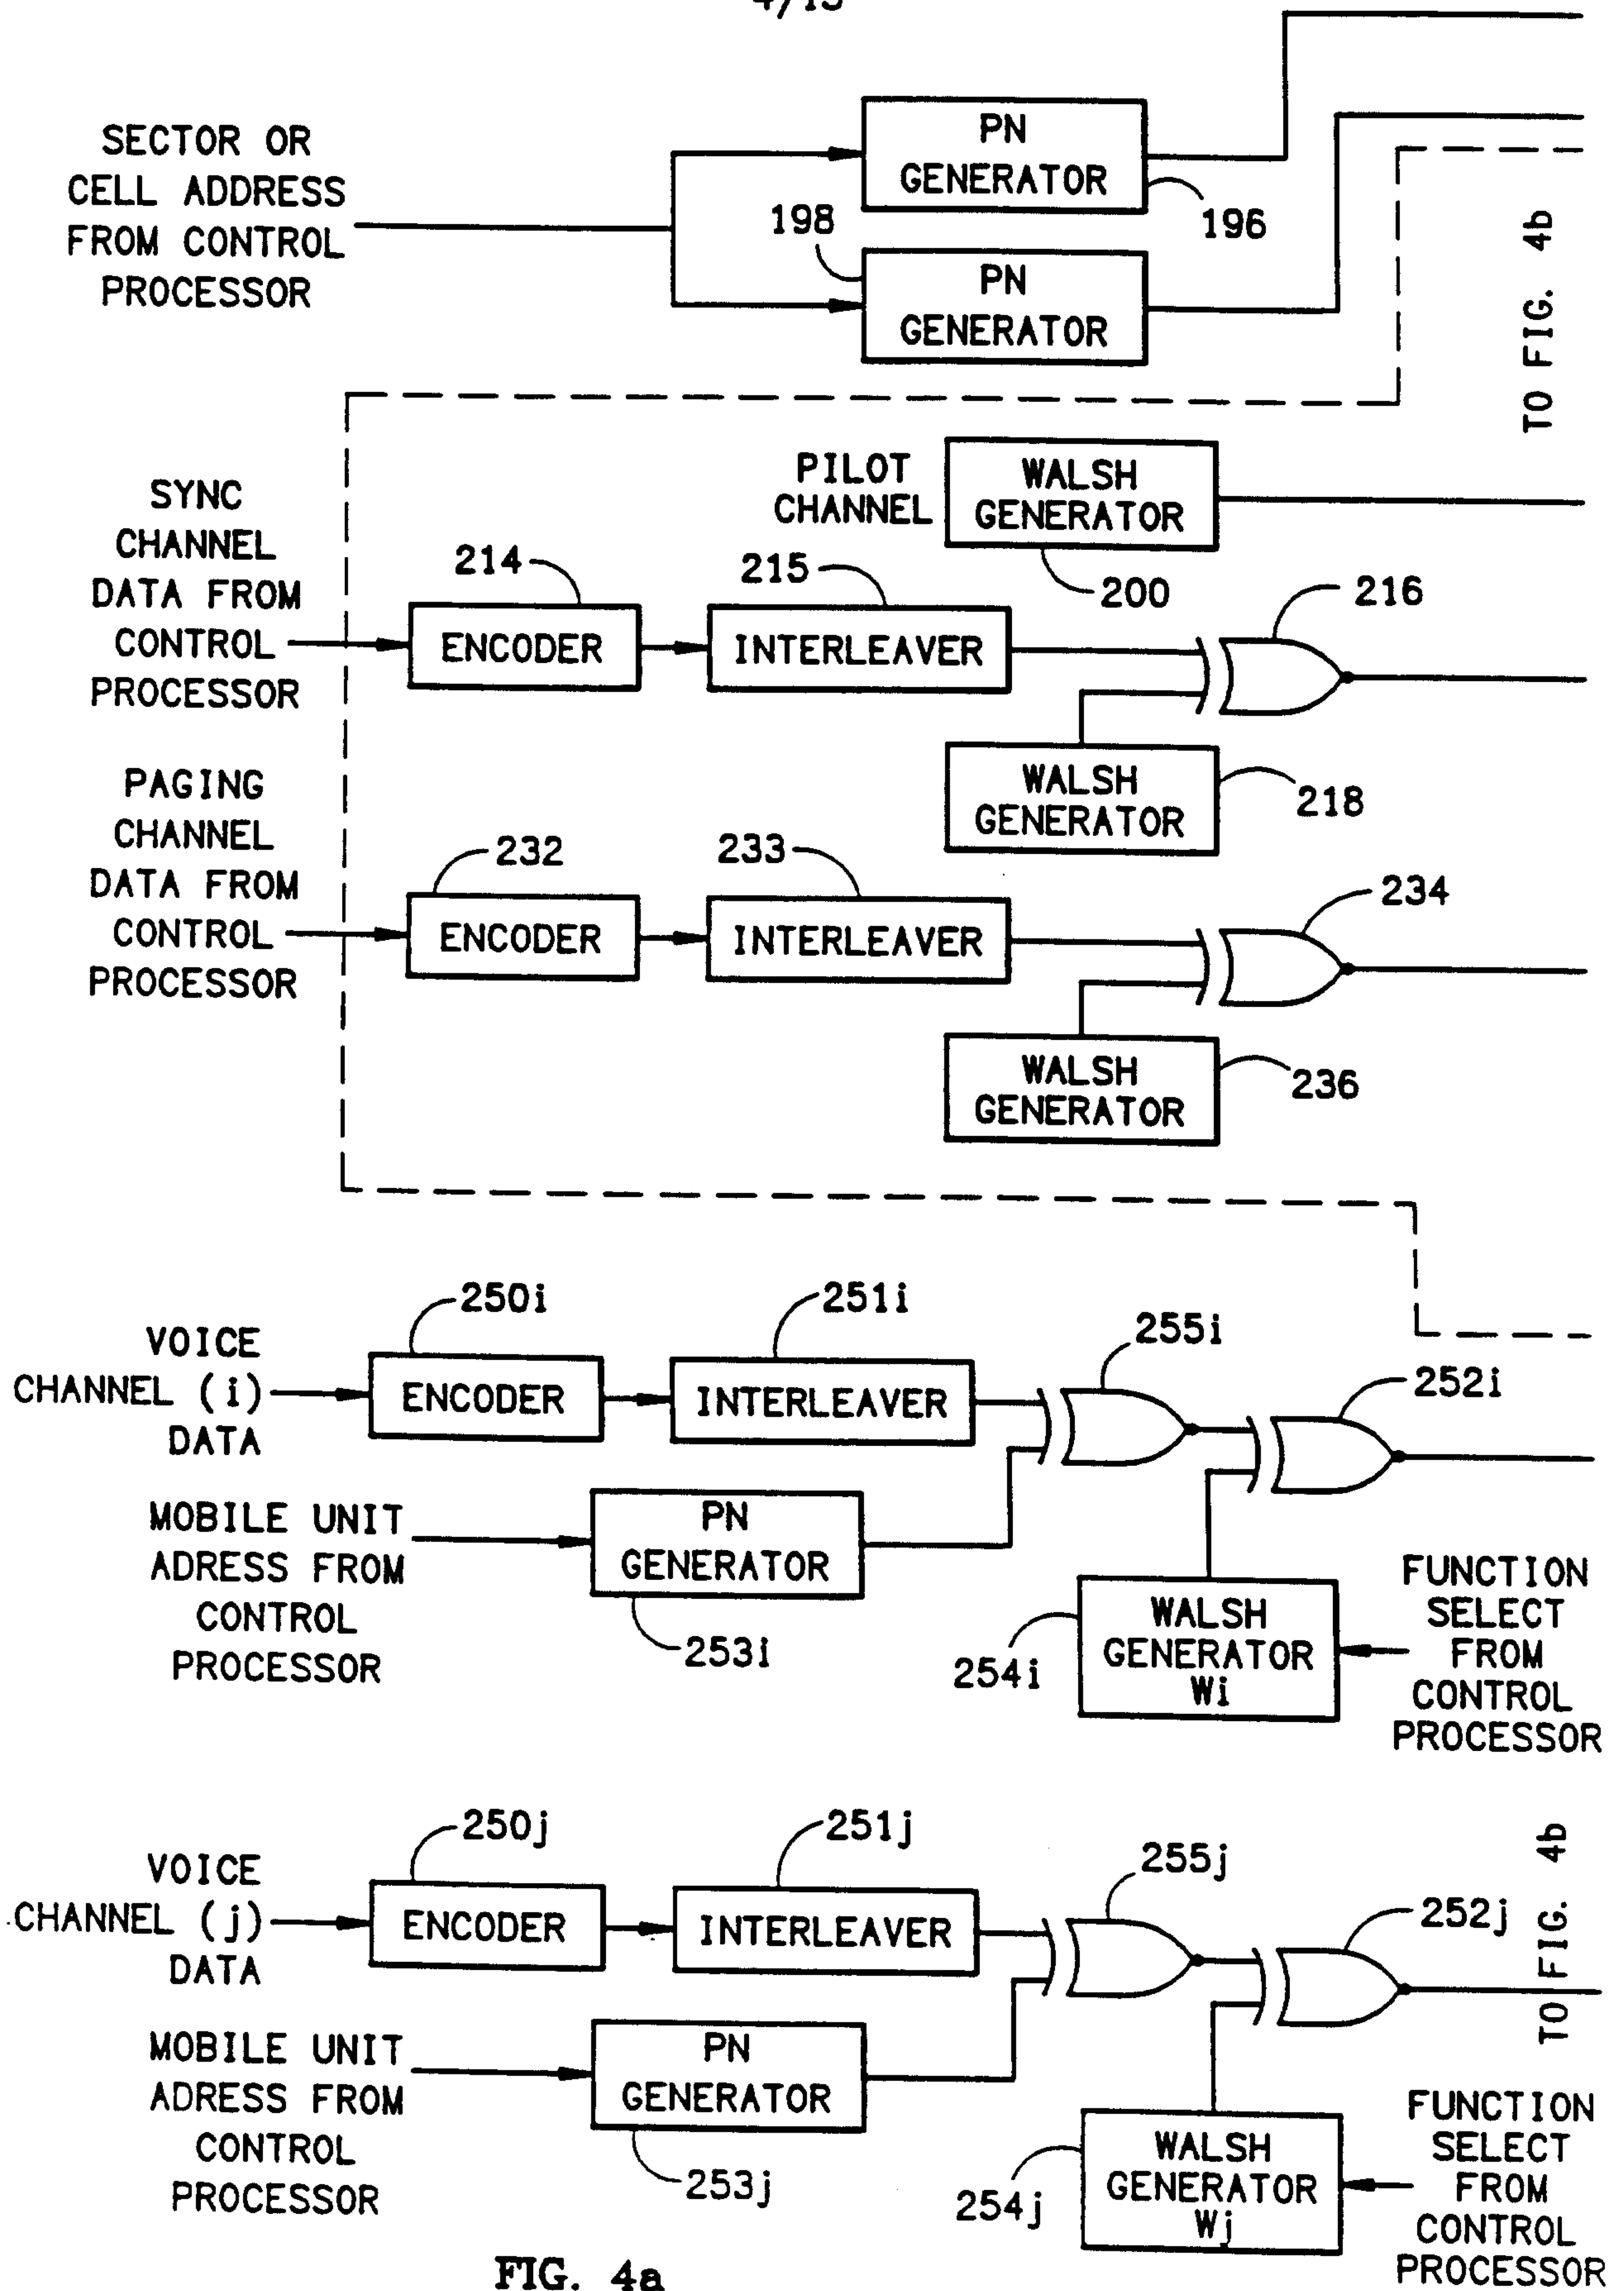 4/13
SECTOR OR
CELL ADDRESS
FROM CONTROL
PROCESSOR
PN
GENERATOR
196
198
PN
GENERATOR
TO FIG. 4b
PILOT
CHANNEL
WALSH
GENERATOR
200
SYNC
CHANNEL
DATA FROM
CONTROL
PROCESSOR
214
ENCODER
215
INTERLEAVER
216
WALSH
GENERATOR
218
PAGING
CHANNEL
DATA FROM
CONTROL
PROCESSOR
232
ENCODER
233
INTERLEAVER
234
WALSH
GENERATOR
236
VOICE
CHANNEL (i)
DATA
250i
ENCODER
251i
INTERLEAVER
255i
252i
MOBILE UNIT
ADRESS FROM
CONTROL
PROCESSOR
PN
GENERATOR
253i
254i
WALSH
GENERATOR
Wi
FUNCTION
SELECT
FROM
CONTROL
PROCESSOR
VOICE
CHANNEL (j)
DATA
250j
ENCODER
251j
INTERLEAVER
255j
252j
TO FIG. 4b
MOBILE UNIT
ADRESS FROM
CONTROL
PROCESSOR
PN
GENERATOR
253j
254j
WALSH
GENERATOR
Wj
FUNCTION
SELECT
FROM
CONTROL
PROCESSOR
FIG. 4a